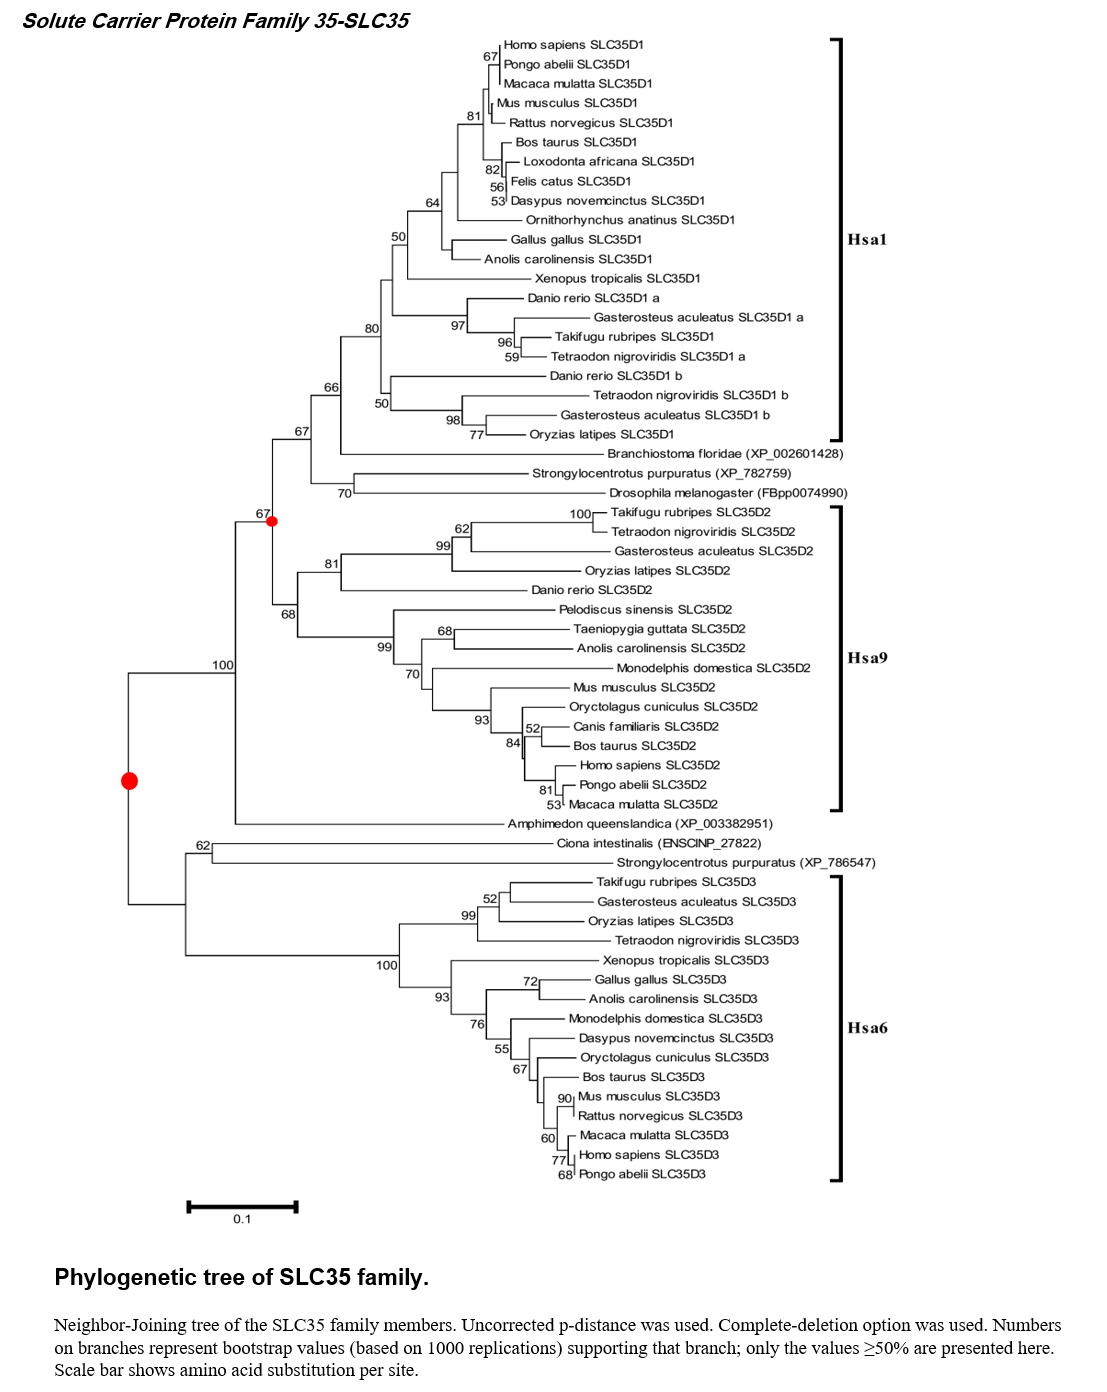 Solute Carrier Protein Family 35-SLC35
Homo sapiens SLC35D1
67
Pongo abelii SLC35D1
Macaca mulatta SLC35D1
Mus musculus SLC35D1
81
Rattus norvegicus SLC35D1
Bos taurus SLC35D1
Loxodonta africana SLC35D1
82
Felis catus SLC35D1
56
53
Dasypus novemcinctus SLC35D1
64
Ornithorhynchus anatinus SLC35D1
50
Gallus gallus SLC35D1
Hsa1
Anolis carolinensis SLC35D1
Xenopus tropicalis SLC35D1
Danio rerio SLC35D1 a
97
Gasterosteus aculeatus SLC35D1 a
80
Takifugu rubripes SLC35D1
96
59
Tetraodon nigroviridis SLC35D1 a
Danio rerio SLC35D1 b
66
Tetraodon nigroviridis SLC35D1 b
50
98
Gasterosteus aculeatus SLC35D1 b
67
77
Oryzias latipes SLC35D1
Branchiostoma floridae (XP_002601428)
Strongylocentrotus purpuratus (XP_782759)
70
Drosophila melanogaster (FBpp0074990)
67
100
Takifugu rubripes SLC35D2
62
Tetraodon nigroviridis SLC35D2
99
Gasterosteus aculeatus SLC35D2
81
Oryzias latipes SLC35D2
Danio rerio SLC35D2
68
Pelodiscus sinensis SLC35D2
68
Taeniopygia guttata SLC35D2
99
Anolis carolinensis SLC35D2
Hsa9
100
70
Monodelphis domestica SLC35D2
Mus musculus SLC35D2
93
Oryctolagus cuniculus SLC35D2
52
Canis familiaris SLC35D2
84
Bos taurus SLC35D2
Homo sapiens SLC35D2
81
Pongo abelii SLC35D2
53
Macaca mulatta SLC35D2
Amphimedon queenslandica (XP_003382951)
62
Ciona intestinalis (ENSCINP_27822)
Strongylocentrotus purpuratus (XP_786547)
Takifugu rubripes SLC35D3
52
Gasterosteus aculeatus SLC35D3
99
Oryzias latipes SLC35D3
Tetraodon nigroviridis SLC35D3
100
Xenopus tropicalis SLC35D3
72
Gallus gallus SLC35D3
93
Anolis carolinensis SLC35D3
76
Monodelphis domestica SLC35D3
Hsa6
55
Dasypus novemcinctus SLC35D3
67
Oryctolagus cuniculus SLC35D3
Bos taurus SLC35D3
90
Mus musculus SLC35D3
Rattus norvegicus SLC35D3
60
Macaca mulatta SLC35D3
77
Homo sapiens SLC35D3
68
Pongo abelii SLC35D3
0.1
Phylogenetic tree of SLC35 family.
Neighbor-Joining tree of the SLC35 family members. Uncorrected p-distance was used. Complete-deletion option was used. Numbers
on branches represent bootstrap values (based on 1000 replications) supporting that branch; only the values ≥50% are presented here.
Scale bar shows amino acid substitution per site.